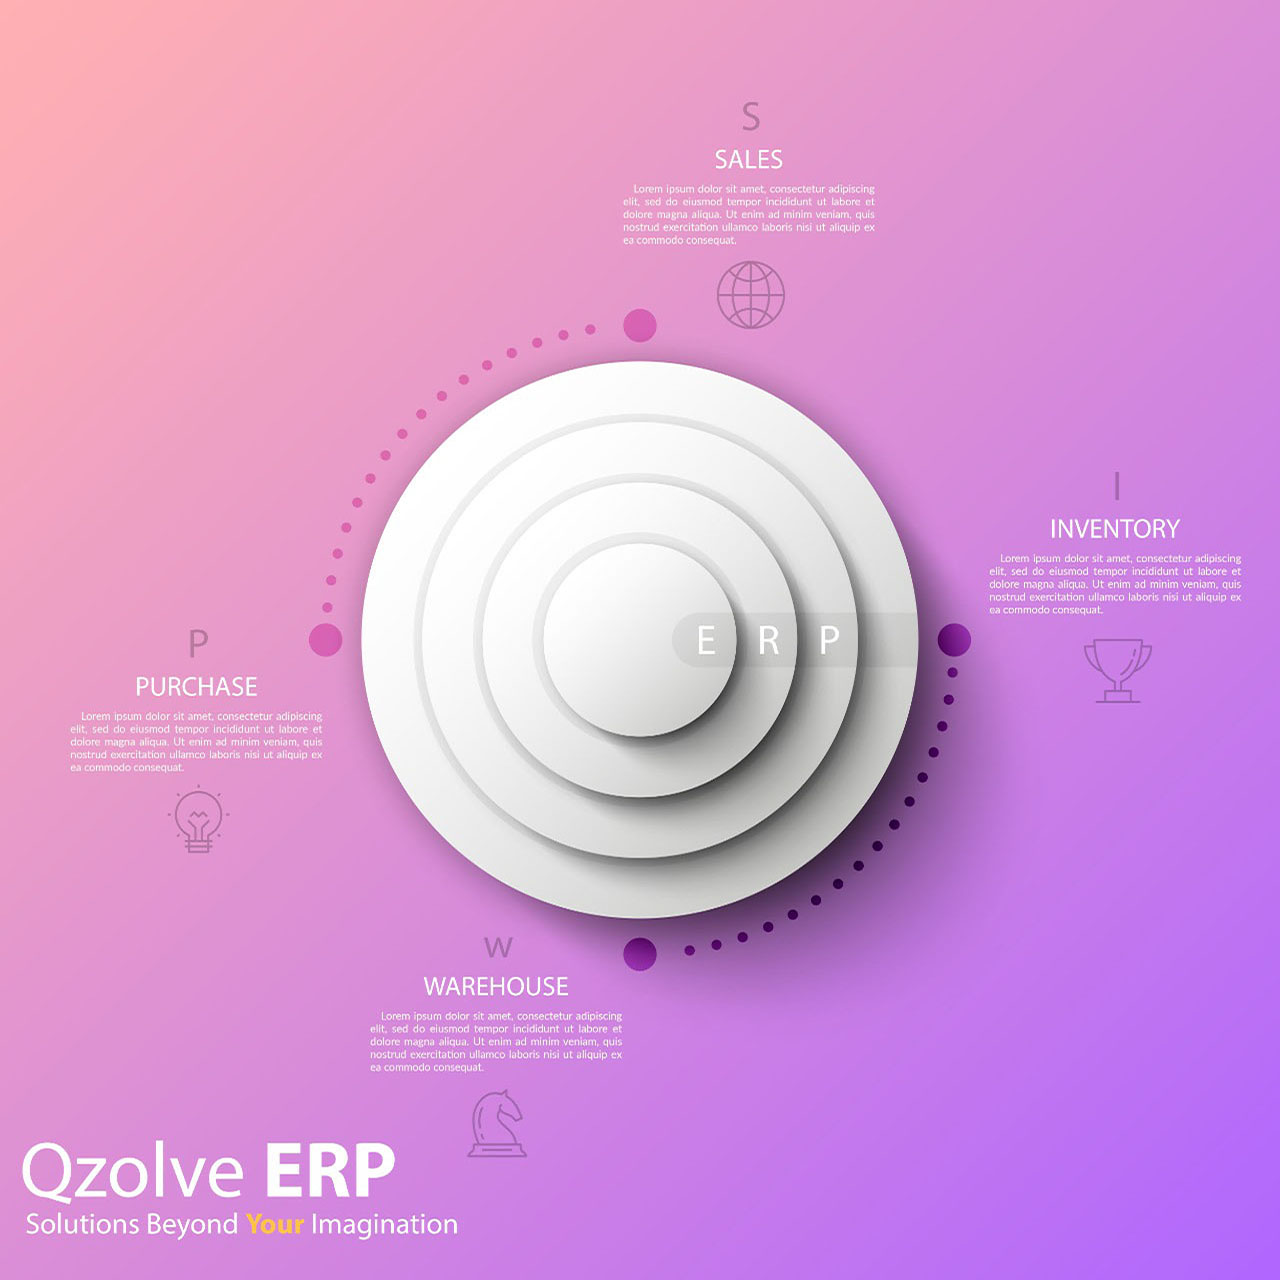 S
SALES
Lorem ipsum dolor sit amet, consectetur adipiscing
elit, sed do eiusmod tempor incididunt ut labore et
dolore magna aliqua. Ut enim ad minim veniam, quis
nostrud exercitation ullamco laboris nisi ut aliquip ex
ea commodo consequat.
I
INVENTORY
Lorem ipsum dolor sit amet, consectetur adipiscing
elit, sed do eiusmod tempor incididunt ut labore et
dolore magna aliqua. Ut enim ad minim veniam, quis
nostrud exercitation ullamco laboris nisi ut aliquip ex
ea commodo consequat.
E R P
P
PURCHASE
Lorem ipsum dolor sit amet, consectetur adipiscing
elit, sed do eiusmod tempor incididunt ut labore et
dolore magna aliqua. Ut enim ad minim veniam, quis
nostrud exercitation ullamco laboris nisi ut aliquip ex
ea commodo consequat.
W
WAREHOUSE
Lorem ipsum dolor sit amet, consectetur adipiscing
elit, sed do eiusmod tempor incididunt ut labore et
dolore magna aliqua. Ut enim ad minim veniam, quis
nostrud exercitation ullamco laboris nisi ut aliquip ex
ea commodo consequat.
Qzolve ERP
Solutions Beyond Your Imagination